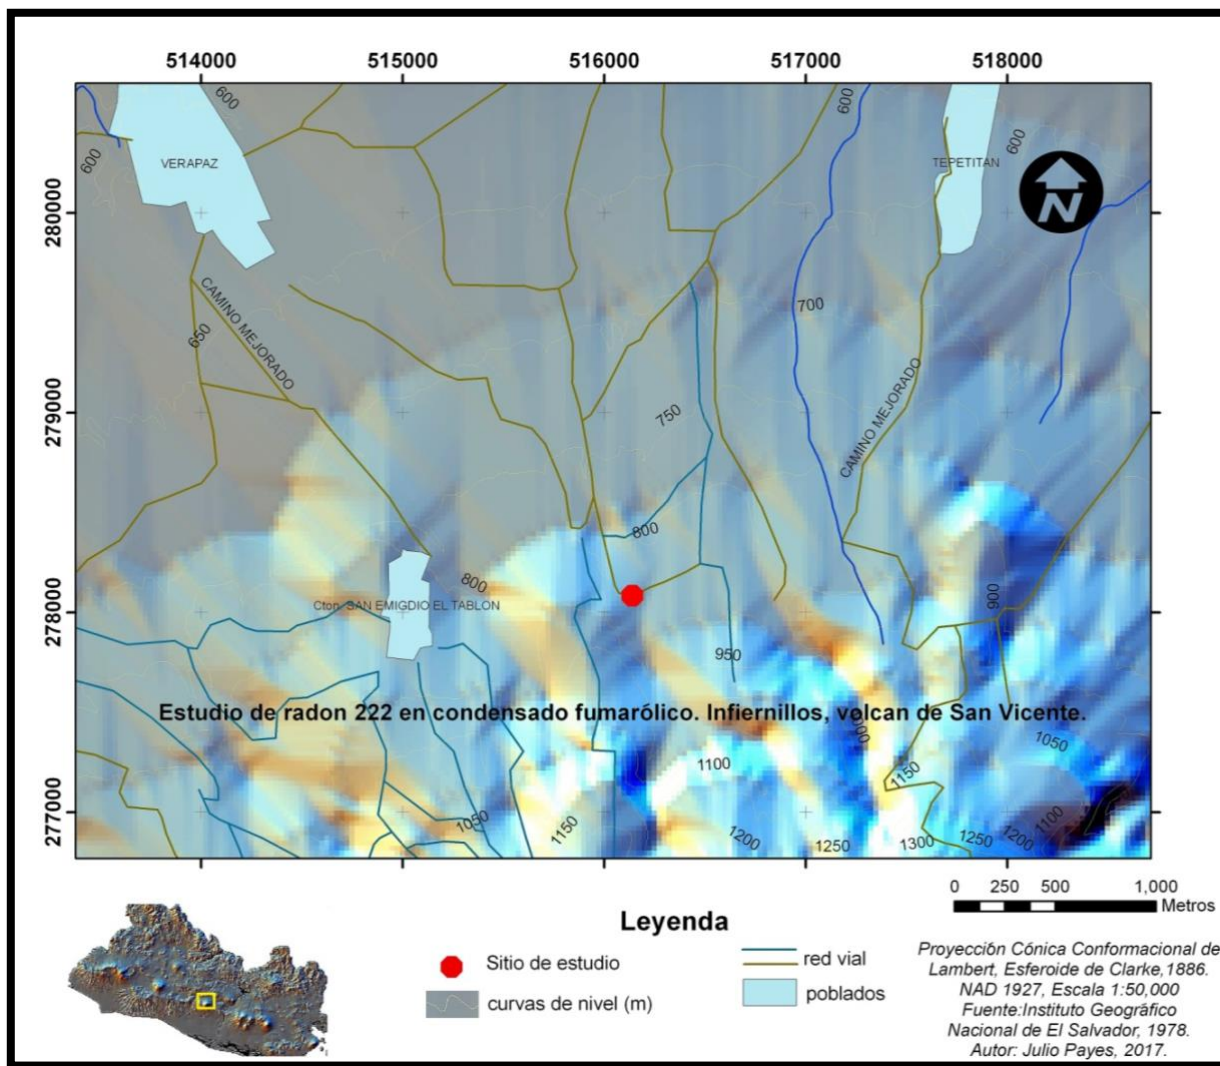 514000 515000 516000 517000 518000
280000
279000
278000
277000
600
600
600
600
VERAPAZ
TEPETITAN
N
CAMINO MEJORADO
650
700
750
CAMINO MEJORADO
800
800
900
Cton. SAN EMIGDIO EL TABLON
950
Estudio de radon 222 en condensado fumarólico. Infiernillos, volcan de San Vicente.
1050
1100
1150
1050
1150
1200
1250
1300
1250
1200
1100
0 250 500 1,000
Metros
Leyenda
Sitio de estudio
curvas de nivel (m)
red vial
poblados
Proyección Cónica Conformacional de
Lambert, Esferoide de Clarke,1886.
NAD 1927, Escala 1:50,000
Fuente:Instituto Geográfico
Nacional de El Salvador, 1978.
Autor: Julio Payes, 2017.